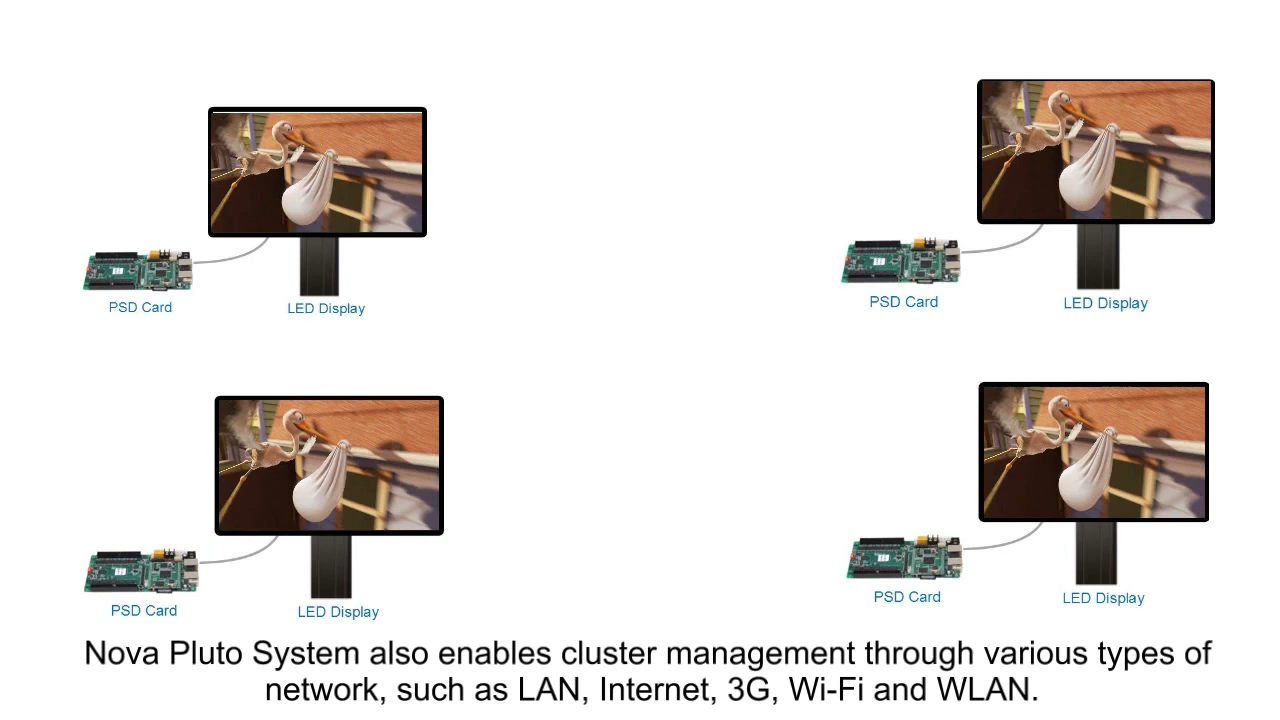 PSD Card
LED Display
PSD Card
LED Display
PSD Card
LED Display
PSD Card
LED Display
Nova Pluto System also enables cluster management through various types of
network, such as LAN, Internet, 3G, Wi-Fi and WLAN.